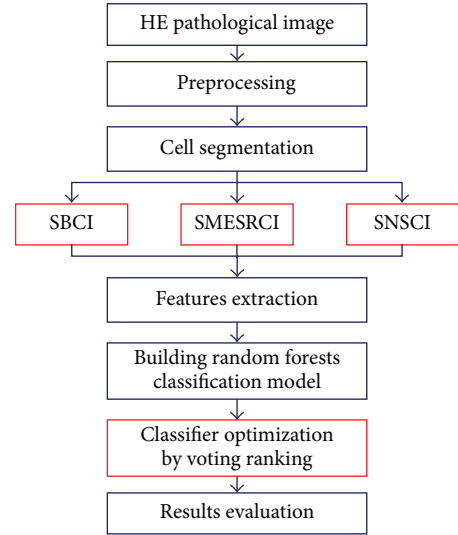 HE pathological image
Preprocessing
Cell segmentation
SBCI
SMESRCI
SNSCI
Features extraction
Building random forests
classification model
Classifier optimization
by voting ranking
Results evaluation